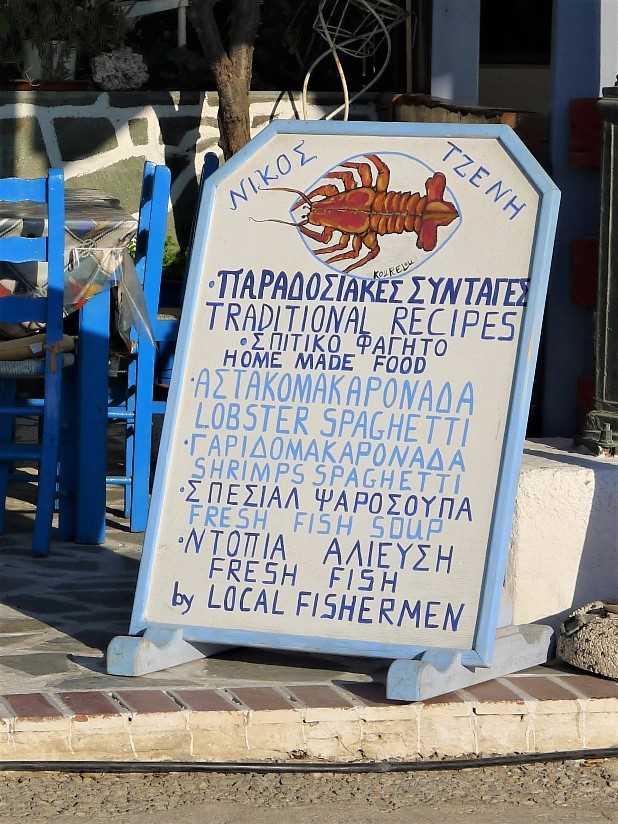 ΝΙΚΟΣ
ΤΖΕΝΗ
·ΠΑΡΑΔΟΣΙΑΚΕΣ ΣΥΝΤΑΓΕΣ
TRADITIONAL RECIPES
·ΣΠΙΤΙΚΟ ΦΑΓΗΤΟ
HOME MADE FOOD
·ΑΣΤΑΚΟΜΑΚΑΡΟΝΑΔΑ
LOBSTER SPAGHETTI
·ΓΑΡΙΔΟΜΑΚΑΡΟΝΑΔΑ
SHRIMPS SPAGHETTI
·ΣΠΕΣΙΑΛ ΨΑΡΟΣΟΥΠΑ
FRESH FISH SOUP
·ΝΤΟΠΙΑ ΑΛΙΕΥΣΗ
FRESH FISH
by LOCAL FISHERMEN